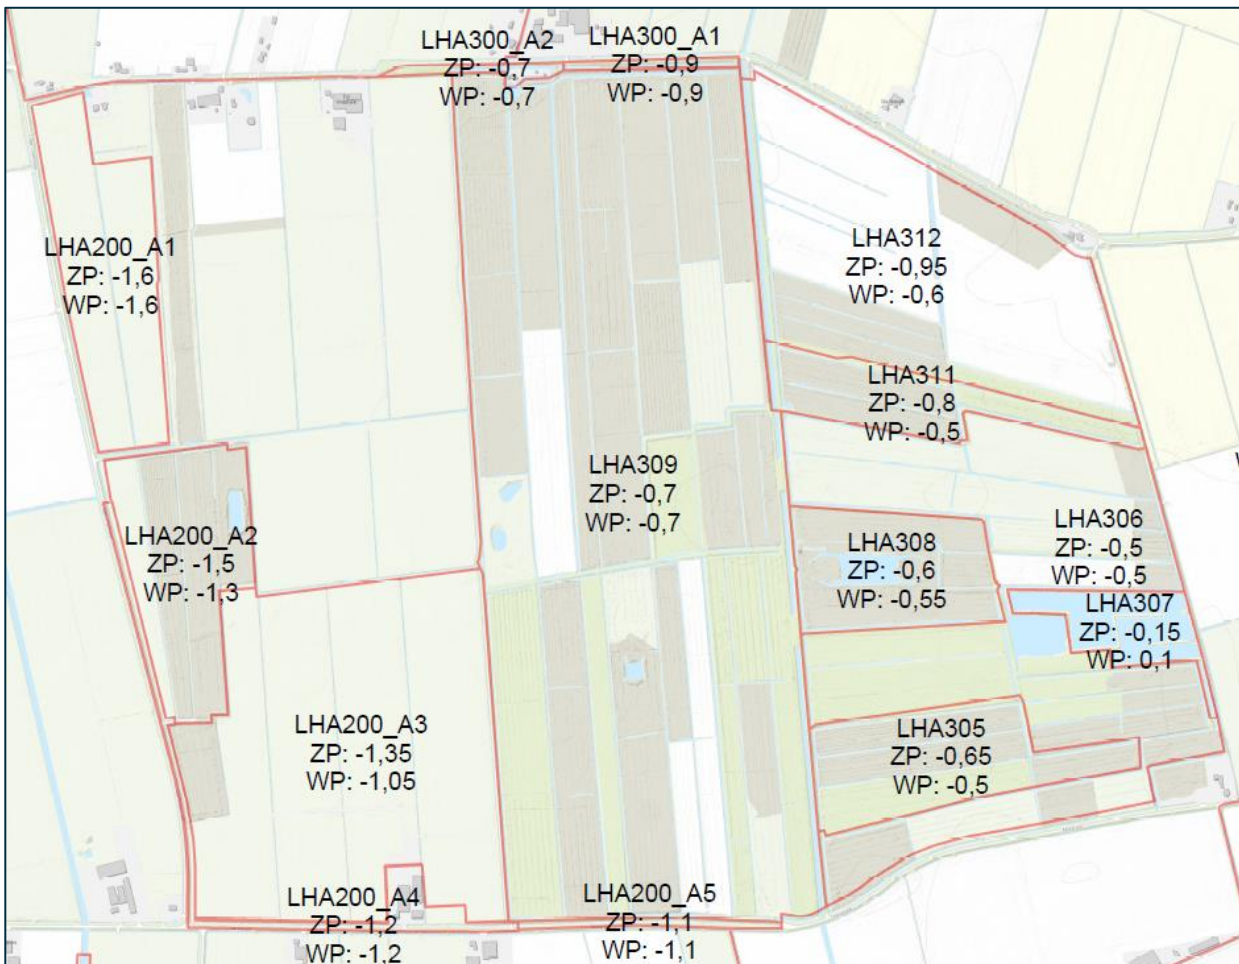 LHA300_A2
ZP: -0,7
WP: -0,7
LHA300_A1
ZP: -0,9
WP: -0,9
LHA200_A1
ZP: -1,6
WP: -1,6
LHA312
ZP: -0,95
WP: -0,6
LHA311
ZP: -0,8
WP: -0,5
LHA309
ZP: -0,7
WP: -0,7
LHA200_A2
ZP: -1,5
WP: -1,3
LHA308
ZP: -0,6
WP: -0,55
LHA306
ZP: -0,5
WP: -0,5
LHA307
ZP: -0,15
WP: 0,1
LHA200_A3
ZP: -1,35
WP: -1,05
LHA305
ZP: -0,65
WP: -0,5
LHA200_A4
ZP: -1,2
WP: -1,2
LHA200_A5
ZP: -1,1
WP: -1,1